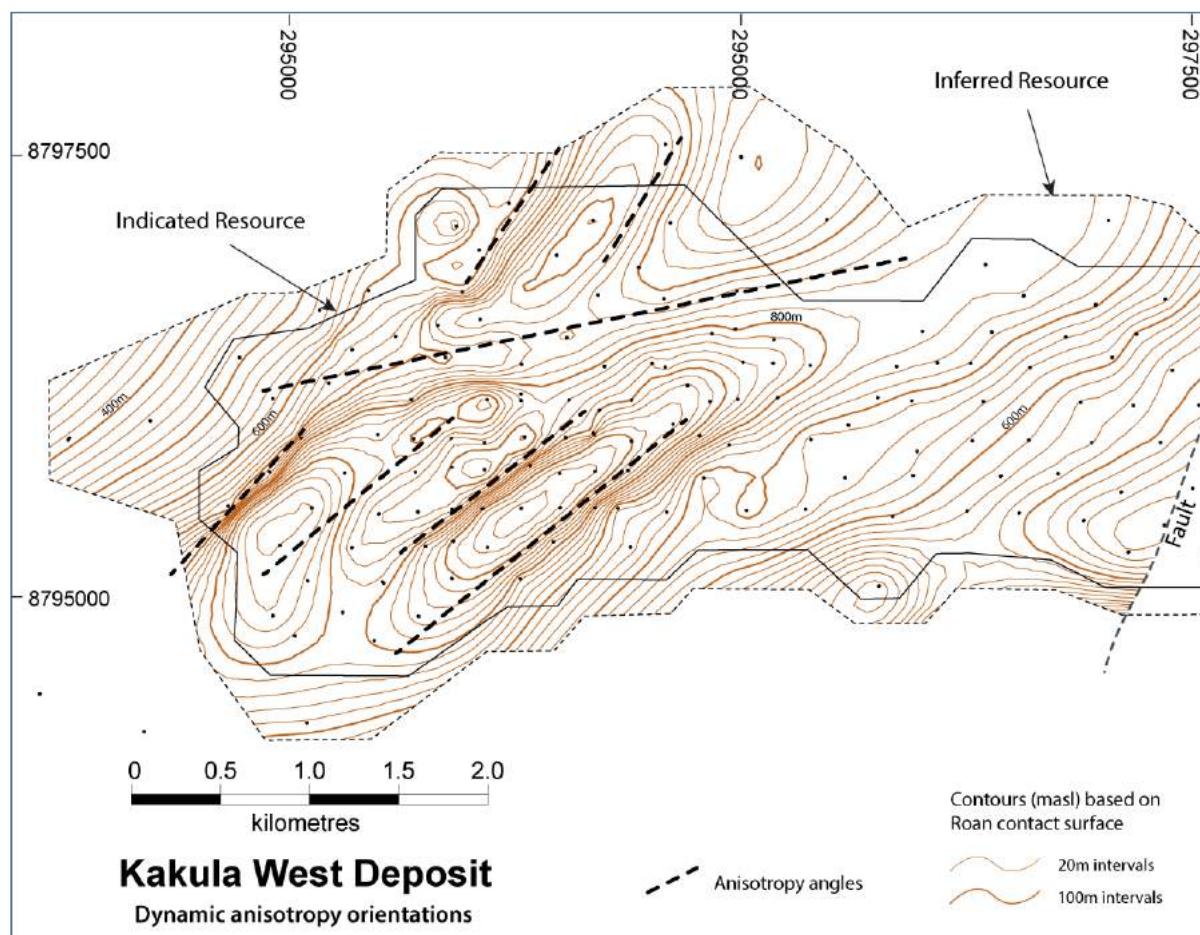 295000
295000
297500
Inferred Resource
8797500
Indicated Resource
800m
400m
600m
600m
Fault
8795000
0 0.5 1.0 1.5 2.0
kilometres
Contours (masl) based on
Roan contact surface
Kakula West Deposit
Dynamic anisotropy orientations
Anisotropy angles
20m intervals
100m intervals